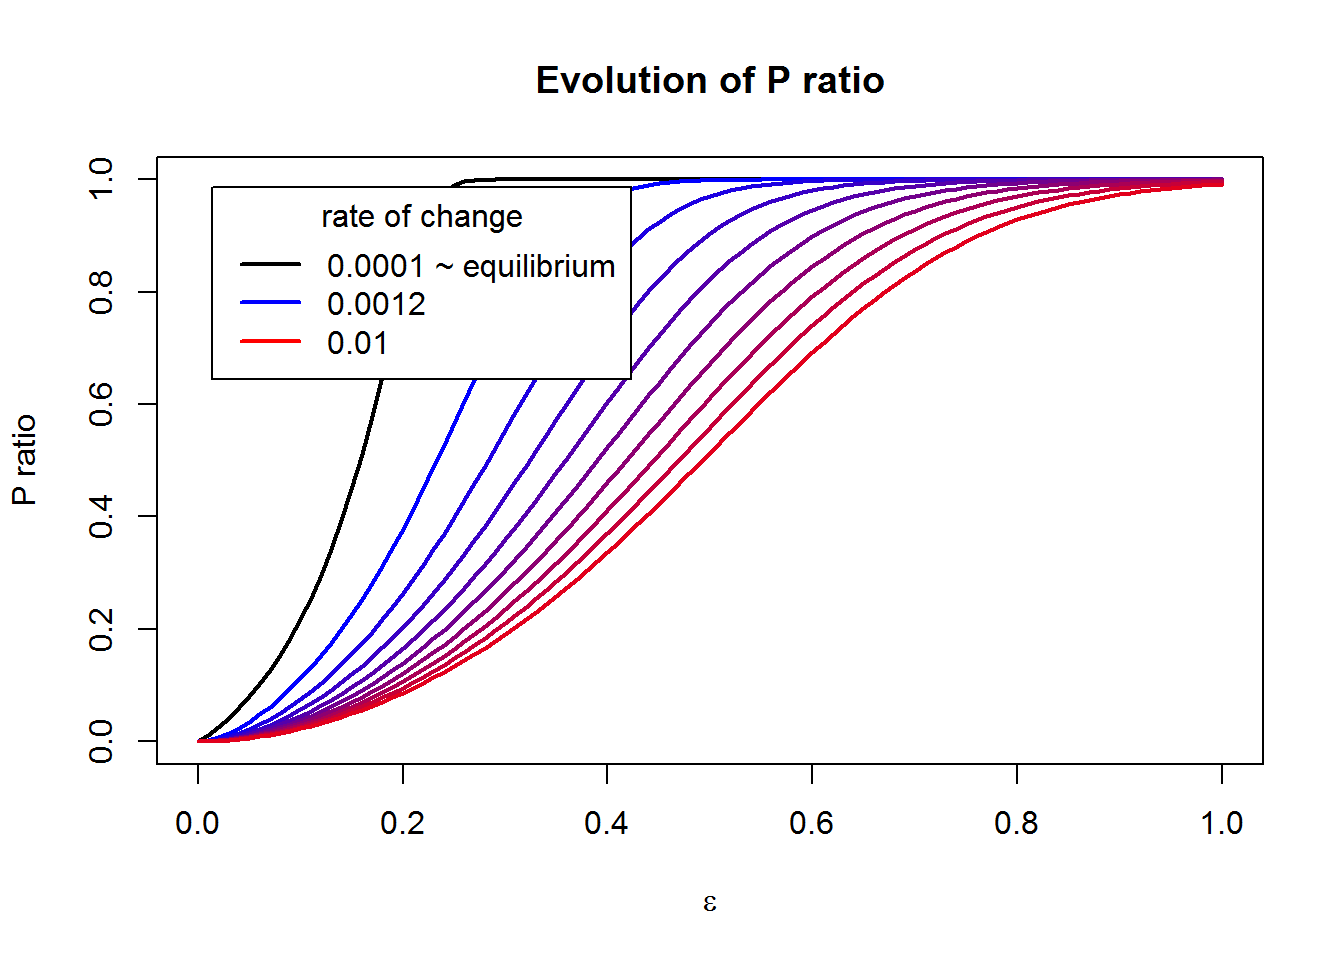 Evolution of P ratio
rate of change
0.0001 ~ equilibrium
0.0012
0.01
P ratio
1.0
0.8
0.6
0.4
0.2
0.0
0.0 0.2 0.4 0.6 0.8 1.0
ε